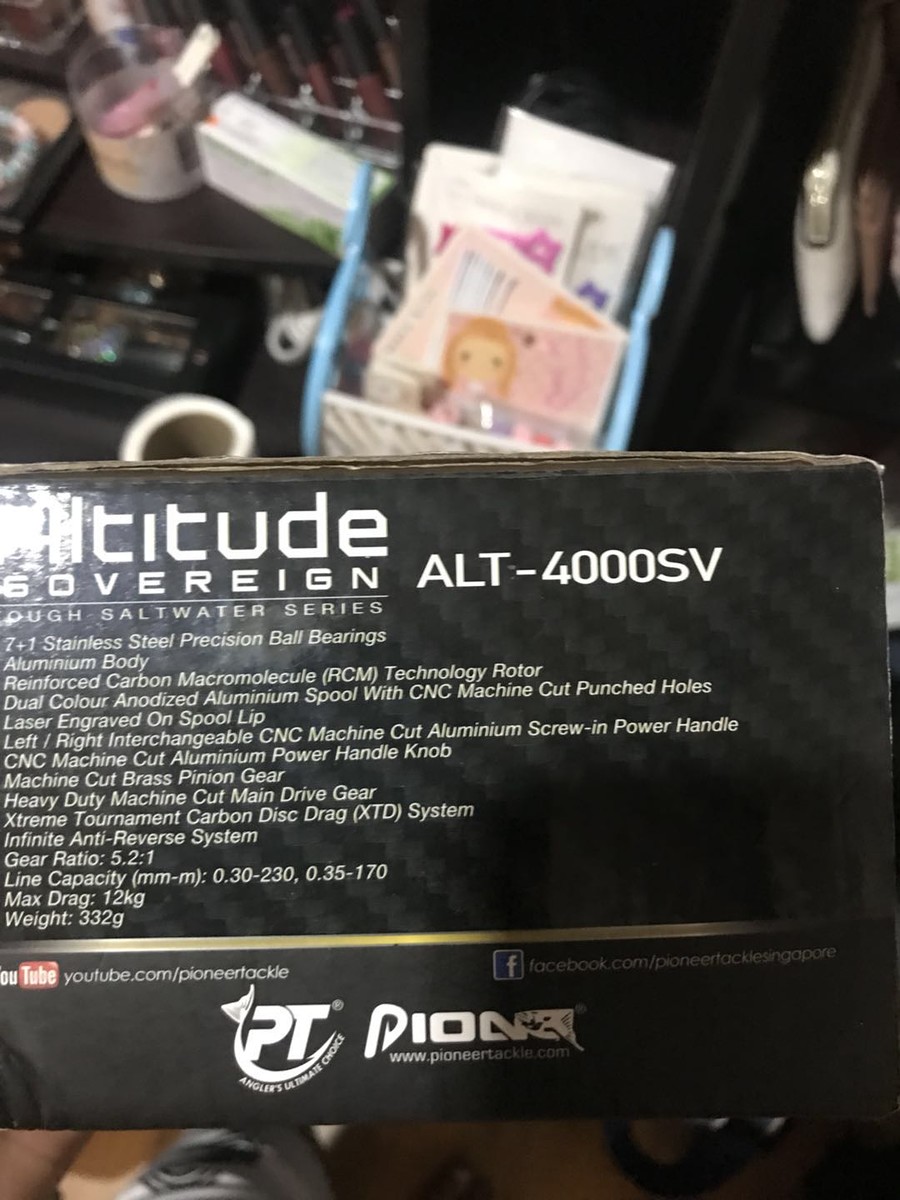 Altitude
SOVEREIGN
OUGH SALTWATER SERIES
ALT-4000SV
7+1 Stainless Steel Precision Ball Bearings
Aluminium Body
Reinforced Carbon Macromolecule (RCM) Technology Rotor
Dual Colour Anodized Aluminium Spool With CNC Machine Cut Punched Holes
Laser Engraved On Spool Lip
Left / Right Interchangeable CNC Machine Cut Aluminium Screw-in Power Handle
CNC Machine Cut Aluminium Power Handle Knob
Machine Cut Brass Pinion Gear
Heavy Duty Machine Cut Main Drive Gear
Xtreme Tournament Carbon Disc Drag (XTD) System
Infinite Anti-Reverse System
Gear Ratio: 5.2:1
Line Capacity (mm-m): 0.30-230, 0.35-170
Max Drag: 12kg
Weight: 332g
ou Tube youtube.com/pioneertackle
f facebook.com/pioneertacklesingapore
PT®
ANGLER'S ULTIMATE CHOICE
www.pioneertackle.com